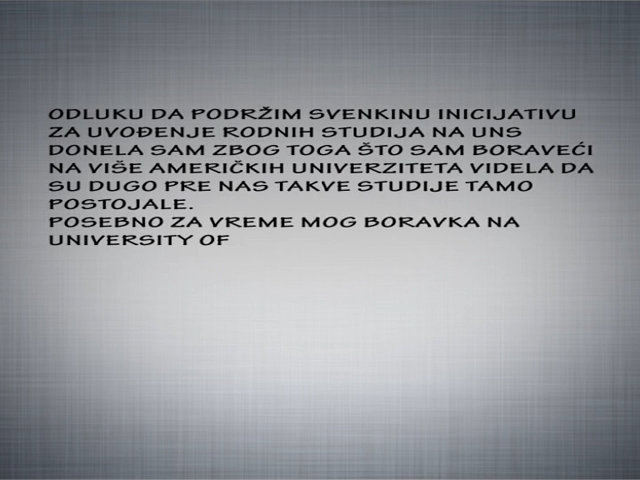 ODLUKU DA PODRŽIM SVENKINU INICIJATIVU
ZA UVOĐENJE RODNIH STUDIJA NA UNS
DONELA SAM ZBOG TOGA ŠTO SAM BORAVEĆI
NA VIŠE AMERIČKIH UNIVERZITETA VIDELA DA
SU DUGO PRE NAS TAKVE STUDIJE TAMO
POSTOJALE.
POSEBNO ZA VREME MOG BORAVKA NA
UNIVERSITY OF